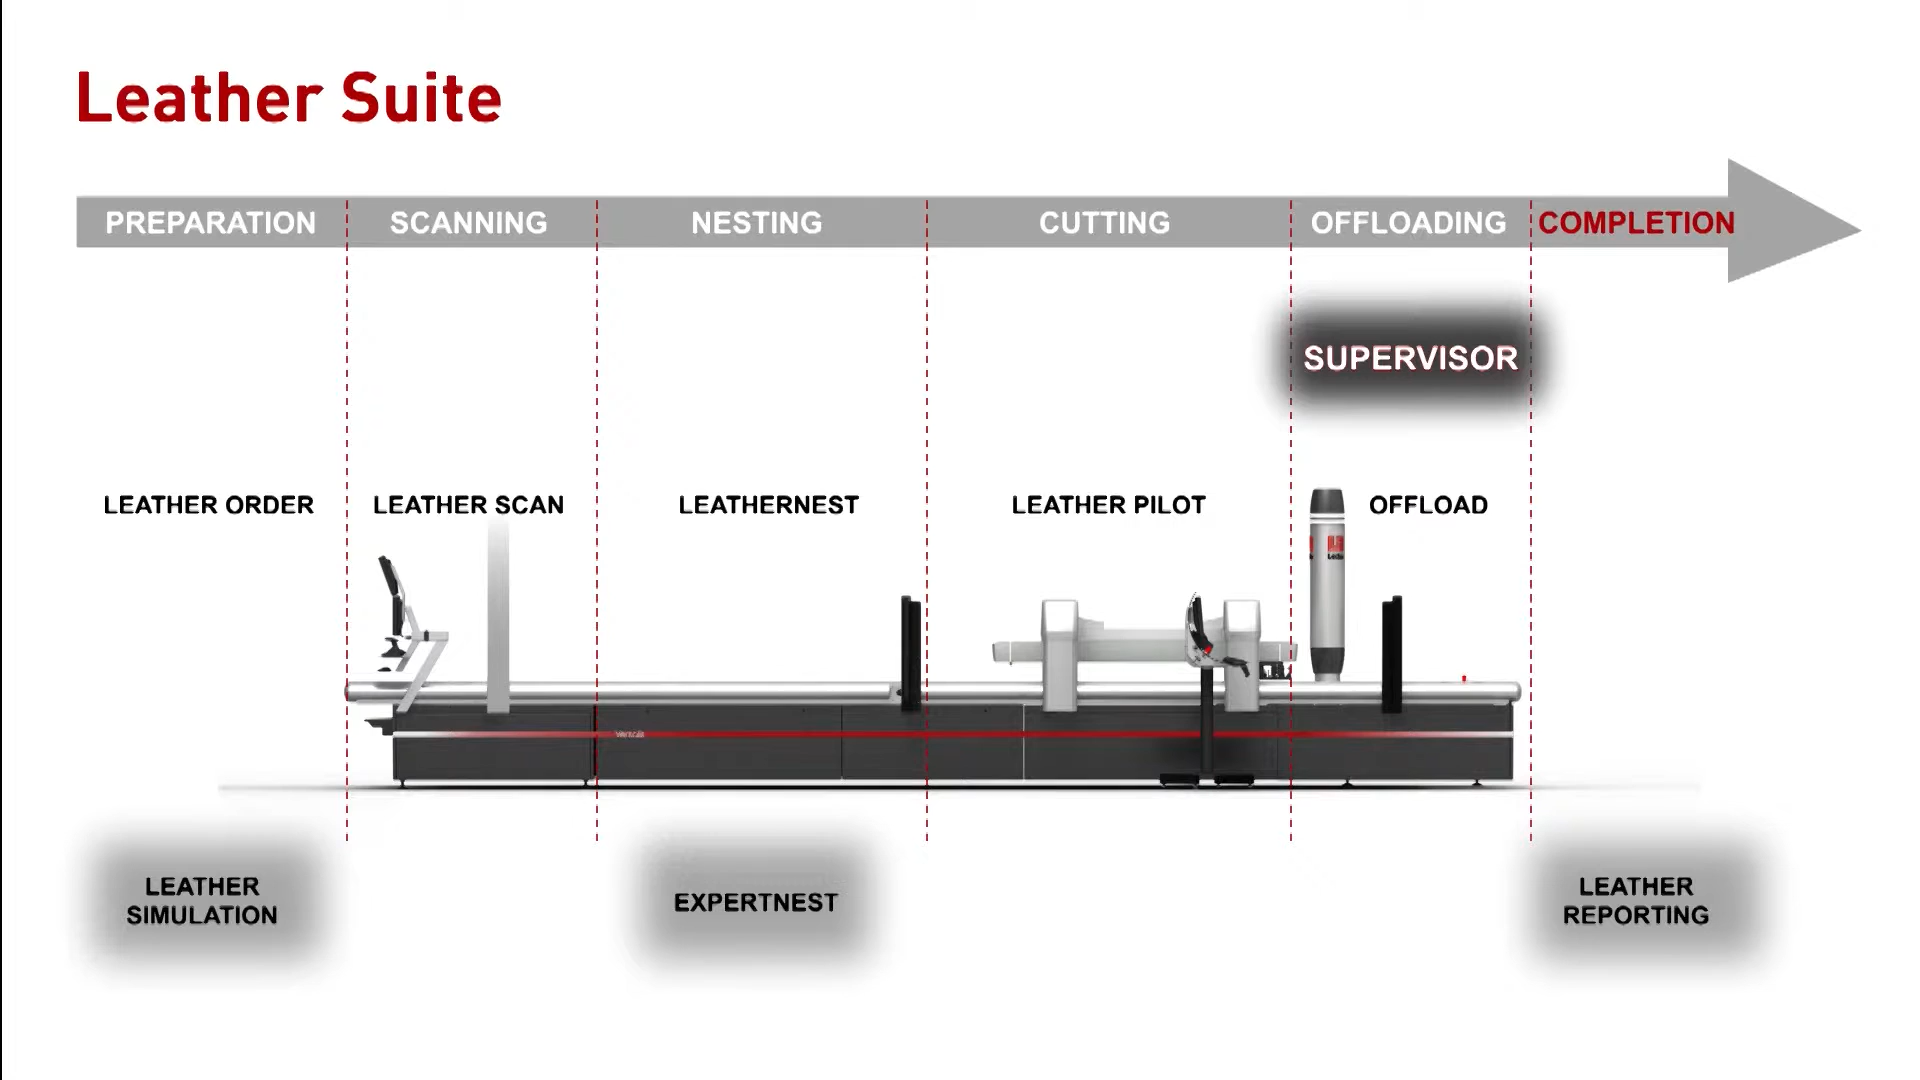 Leather Suite
PREPARATION SCANNING NESTING CUTTING OFFLOADING COMPLETION
SUPERVISOR
LEATHER ORDER LEATHER SCAN LEATHERNEST LEATHER PILOT OFFLOAD
LEATHER
SIMULATION
EXPERTNEST
LEATHER
REPORTING